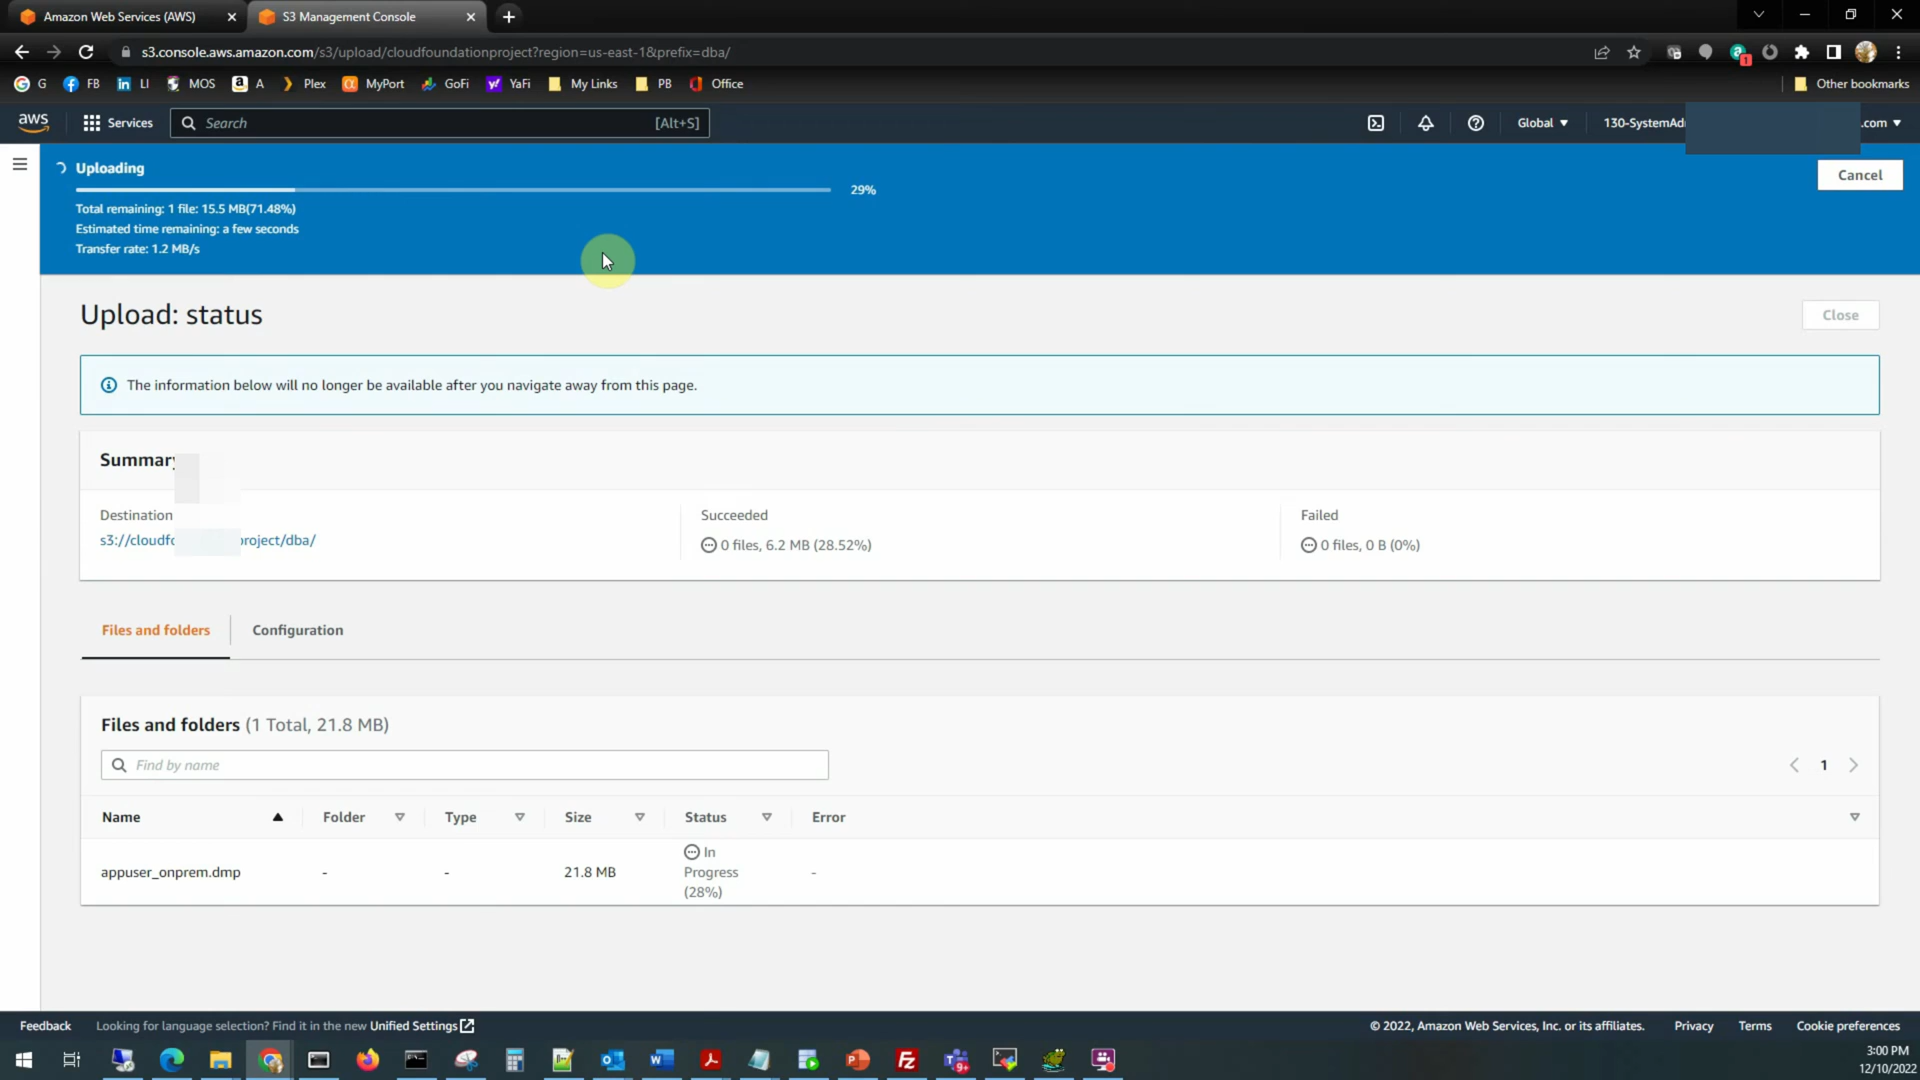 Amazon Web Services (AWS)
S3 Management Console
s3.console.aws.amazon.com/s3/upload/cloudfoundationproject?region=us-east-1&prefix=dba/
G
FB
LI
MOS
A
Plex
MyPort
GoFi
YaFi
My Links
PB
Office
Other bookmarks
aws
Services
Search
[Alt+S]
Global
130-SystemAd
.com
Uploading
29%
Cancel
Total remaining: 1 file: 15.5 MB(71.48%)
Estimated time remaining: a few seconds
Transfer rate: 1.2 MB/s
Upload: status
Close
The information below will no longer be available after you navigate away from this page.
Summary
Destination
Succeeded
Failed
s3://cloudfo project/dba/
0 files, 6.2 MB (28.52%)
0 files, 0 B (0%)
Files and folders
Configuration
Files and folders (1 Total, 21.8 MB)
Find by name
1
Name
Folder
Type
Size
Status
Error
appuser_onprem.dmp
-
-
21.8 MB
In
Progress
(28%)
-
Feedback
Looking for language selection? Find it in the new Unified Settings
© 2022, Amazon Web Services, Inc. or its affiliates.
Privacy
Terms
Cookie preferences
3:00 PM
12/10/2022